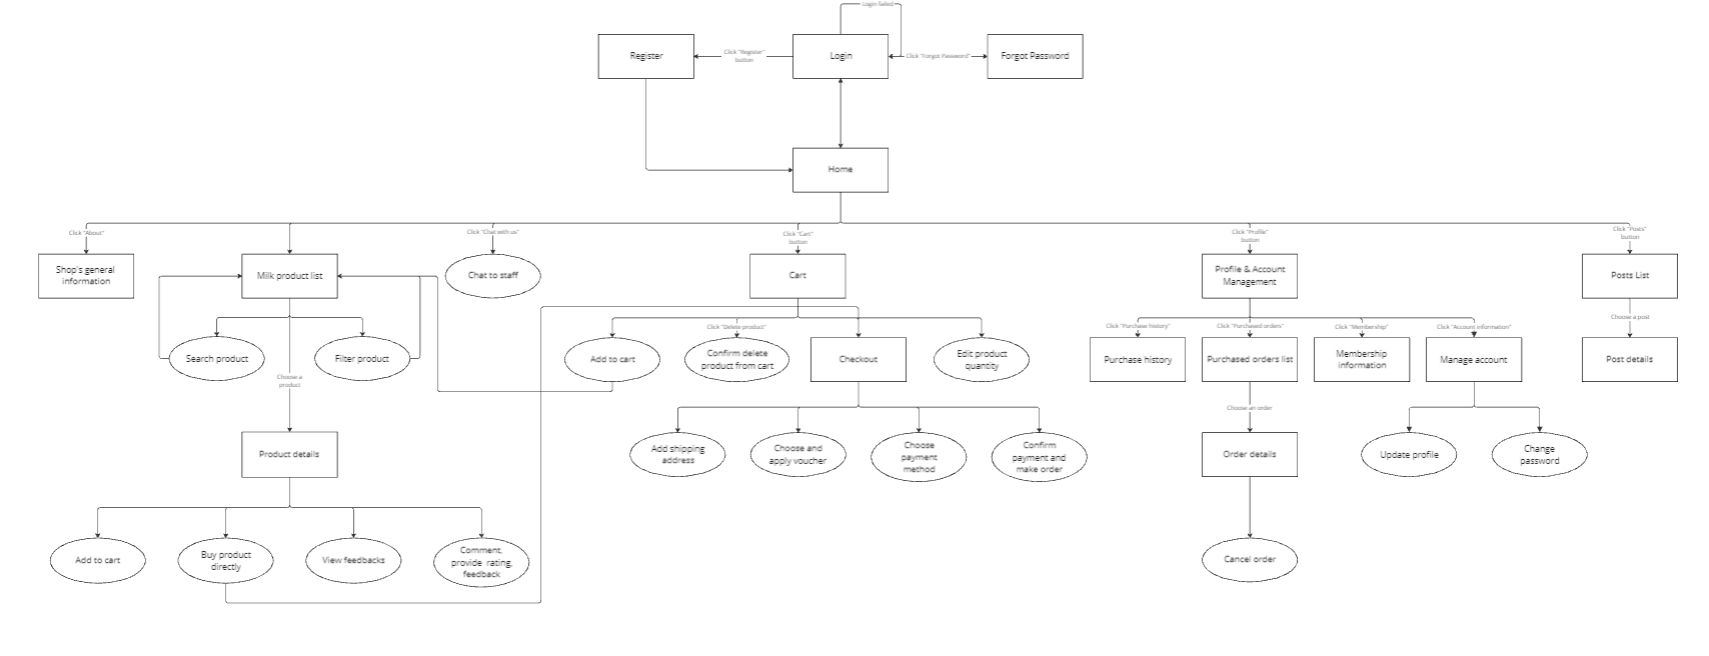 Login failed
Register
Click "Register"
button
Login
Click "Forgot Password"
Forgot Password
Home
Click "About"
Click "Chat with us"
Click "Cart"
button
Click "Profile"
button
Click "Posts"
button
Shop's general
information
Milk product list
Chat to staff
Cart
Profile & Account
Management
Posts List
Click "Delete product"
Click "Purchase history"
Click "Purchased orders"
Click "Membership"
Click "Account information"
Choose a post
Search product
Filter product
Add to cart
Confirm delete
product from cart
Checkout
Edit product
quantity
Purchase history
Purchased orders list
Membership
information
Manage account
Post details
Choose a
product
Choose an order
Product details
Add shipping
address
Choose and
apply voucher
Choose
payment
method
Confirm
payment and
make order
Order details
Update profile
Change
password
Add to cart
Buy product
directly
View feedbacks
Comment,
provide rating,
feedback
Cancel order